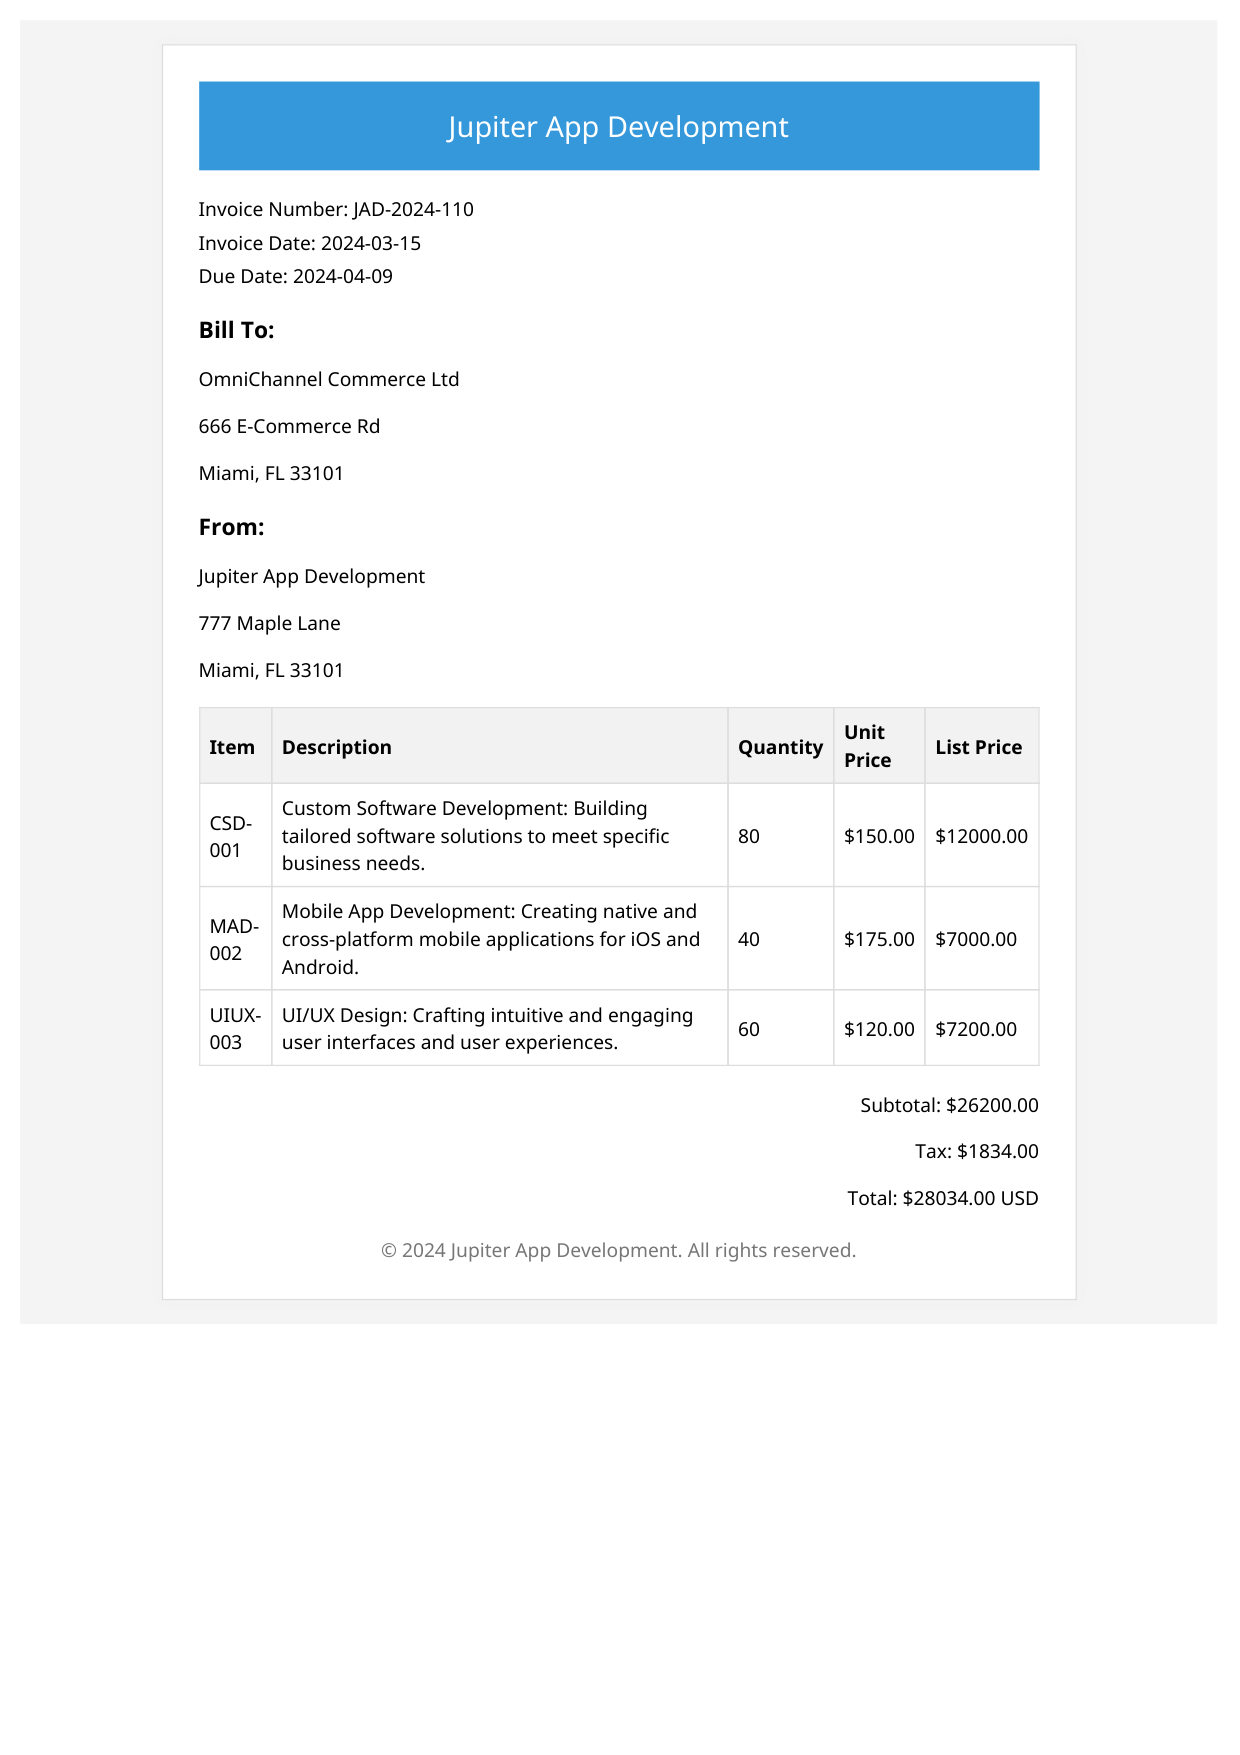 Jupiter App Development
Invoice Number: JAD-2024-110
Invoice Date: 2024-03-15
Due Date: 2024-04-09
Bill To:
OmniChannel Commerce Ltd
666 E-Commerce Rd
Miami, FL 33101
From:
Jupiter App Development
777 Maple Lane
Miami, FL 33101
Item Description Quantity Unit Price List Price
CSD-001 Custom Software Development: Building
tailored software solutions to meet specific
business needs. 80 $150.00 $12000.00
MAD-002 Mobile App Development: Creating native and
cross-platform mobile applications for iOS and
Android. 40 $175.00 $7000.00
UIUX-003 UI/UX Design: Crafting intuitive and engaging
user interfaces and user experiences. 60 $120.00 $7200.00
Subtotal: $26200.00
Tax: $1834.00
Total: $28034.00 USD
© 2024 Jupiter App Development. All rights reserved.